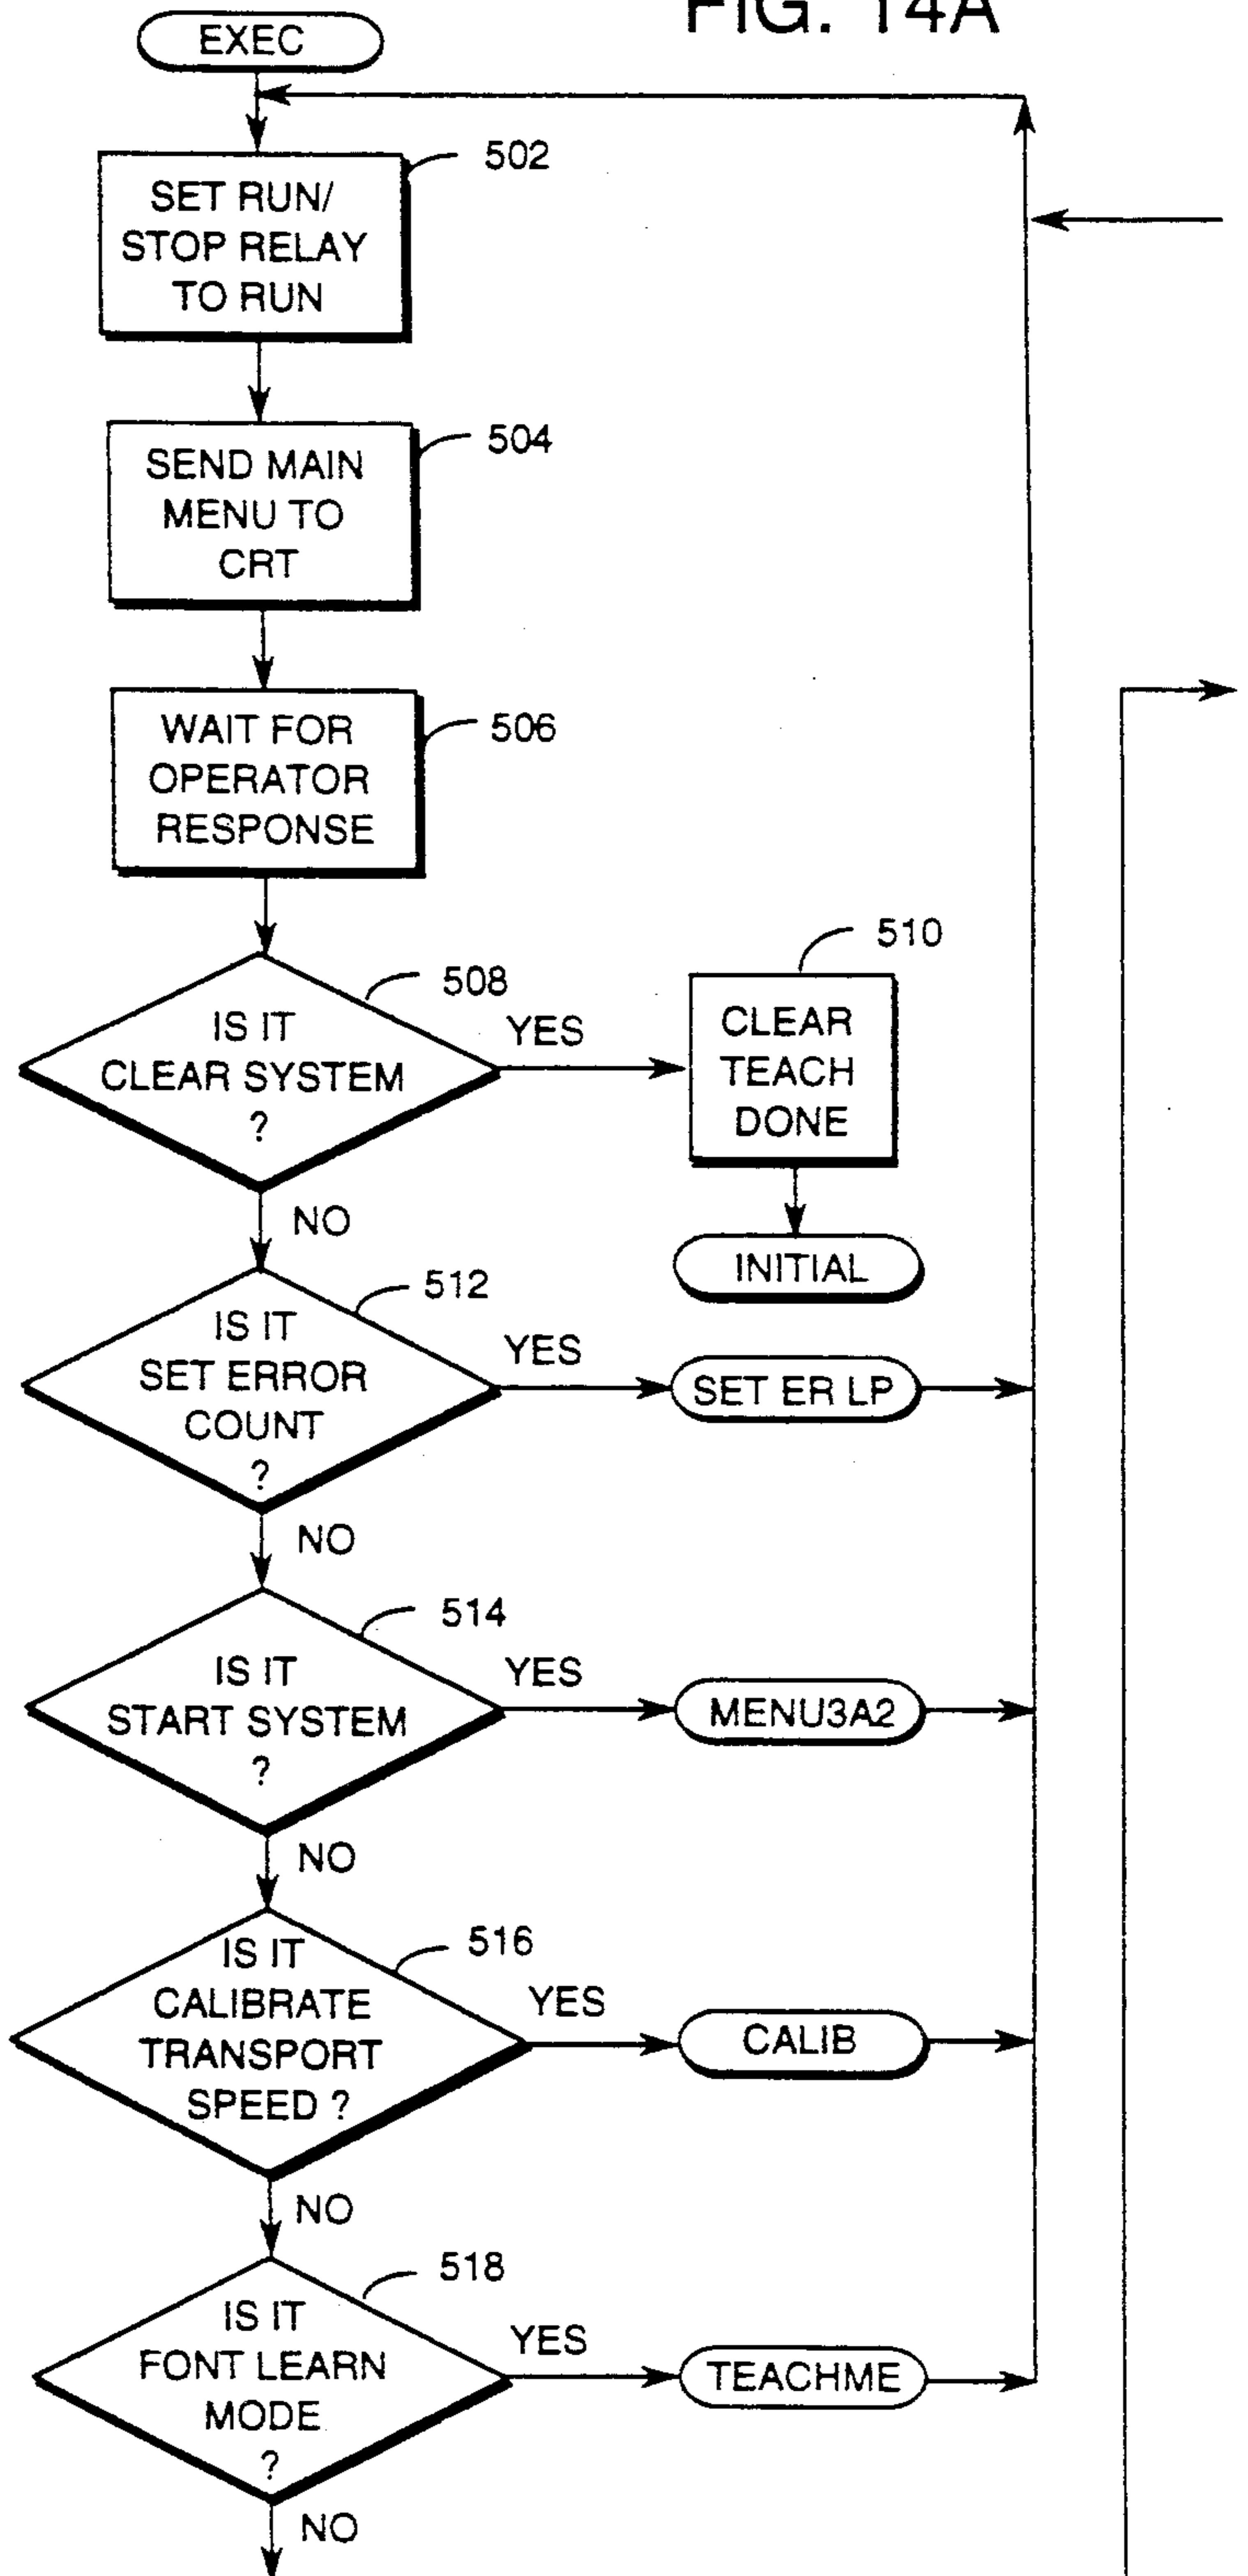 FIG. 14A
EXEC
502
SET RUN/
STOP RELAY
TO RUN
504
SEND MAIN
MENU TO
CRT
506
WAIT FOR
OPERATOR
RESPONSE
508
IS IT
CLEAR SYSTEM
?
YES
510
CLEAR
TEACH
DONE
NO
INITIAL
512
IS IT
SET ERROR
COUNT
?
YES
SET ER LP
NO
514
IS IT
START SYSTEM
?
YES
MENU3A2
NO
516
IS IT
CALIBRATE
TRANSPORT
SPEED ?
YES
CALIB
NO
518
IS IT
FONT LEARN
MODE
?
YES
TEACHME
NO